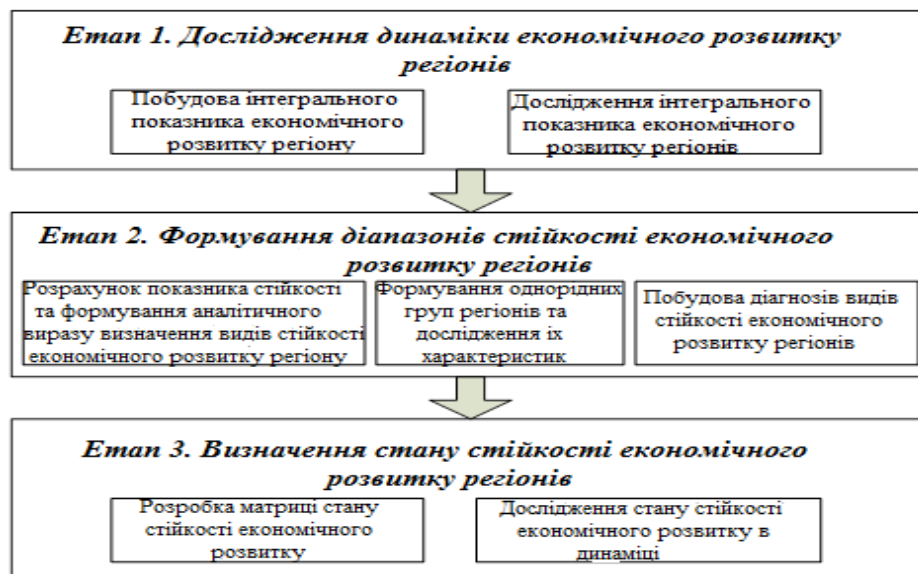 Етап 1. Дослідження динаміки економічного розвитку
регіонів
Побудова інтегрального
показника економічного
розвитку регіону
Дослідження інтегрального
показника економічного
розвитку регіонів
Етап 2. Формування діапазонів стійкості економічного
розвитку регіонів
Розрахунок показника стійкості
та формування аналітичного
виразу визначення видів стійкості
економічного розвитку регіону
Формування однорідних
груп регіонів та
дослідження їх
характеристик
Побудова діагнозів видів
стійкості економічного
розвитку регіонів
Етап 3. Визначення стану стійкості економічного
розвитку регіонів
Розробка матриці стану
стійкості економічного
розвитку
Дослідження стану стійкості
економічного розвитку в
динаміці